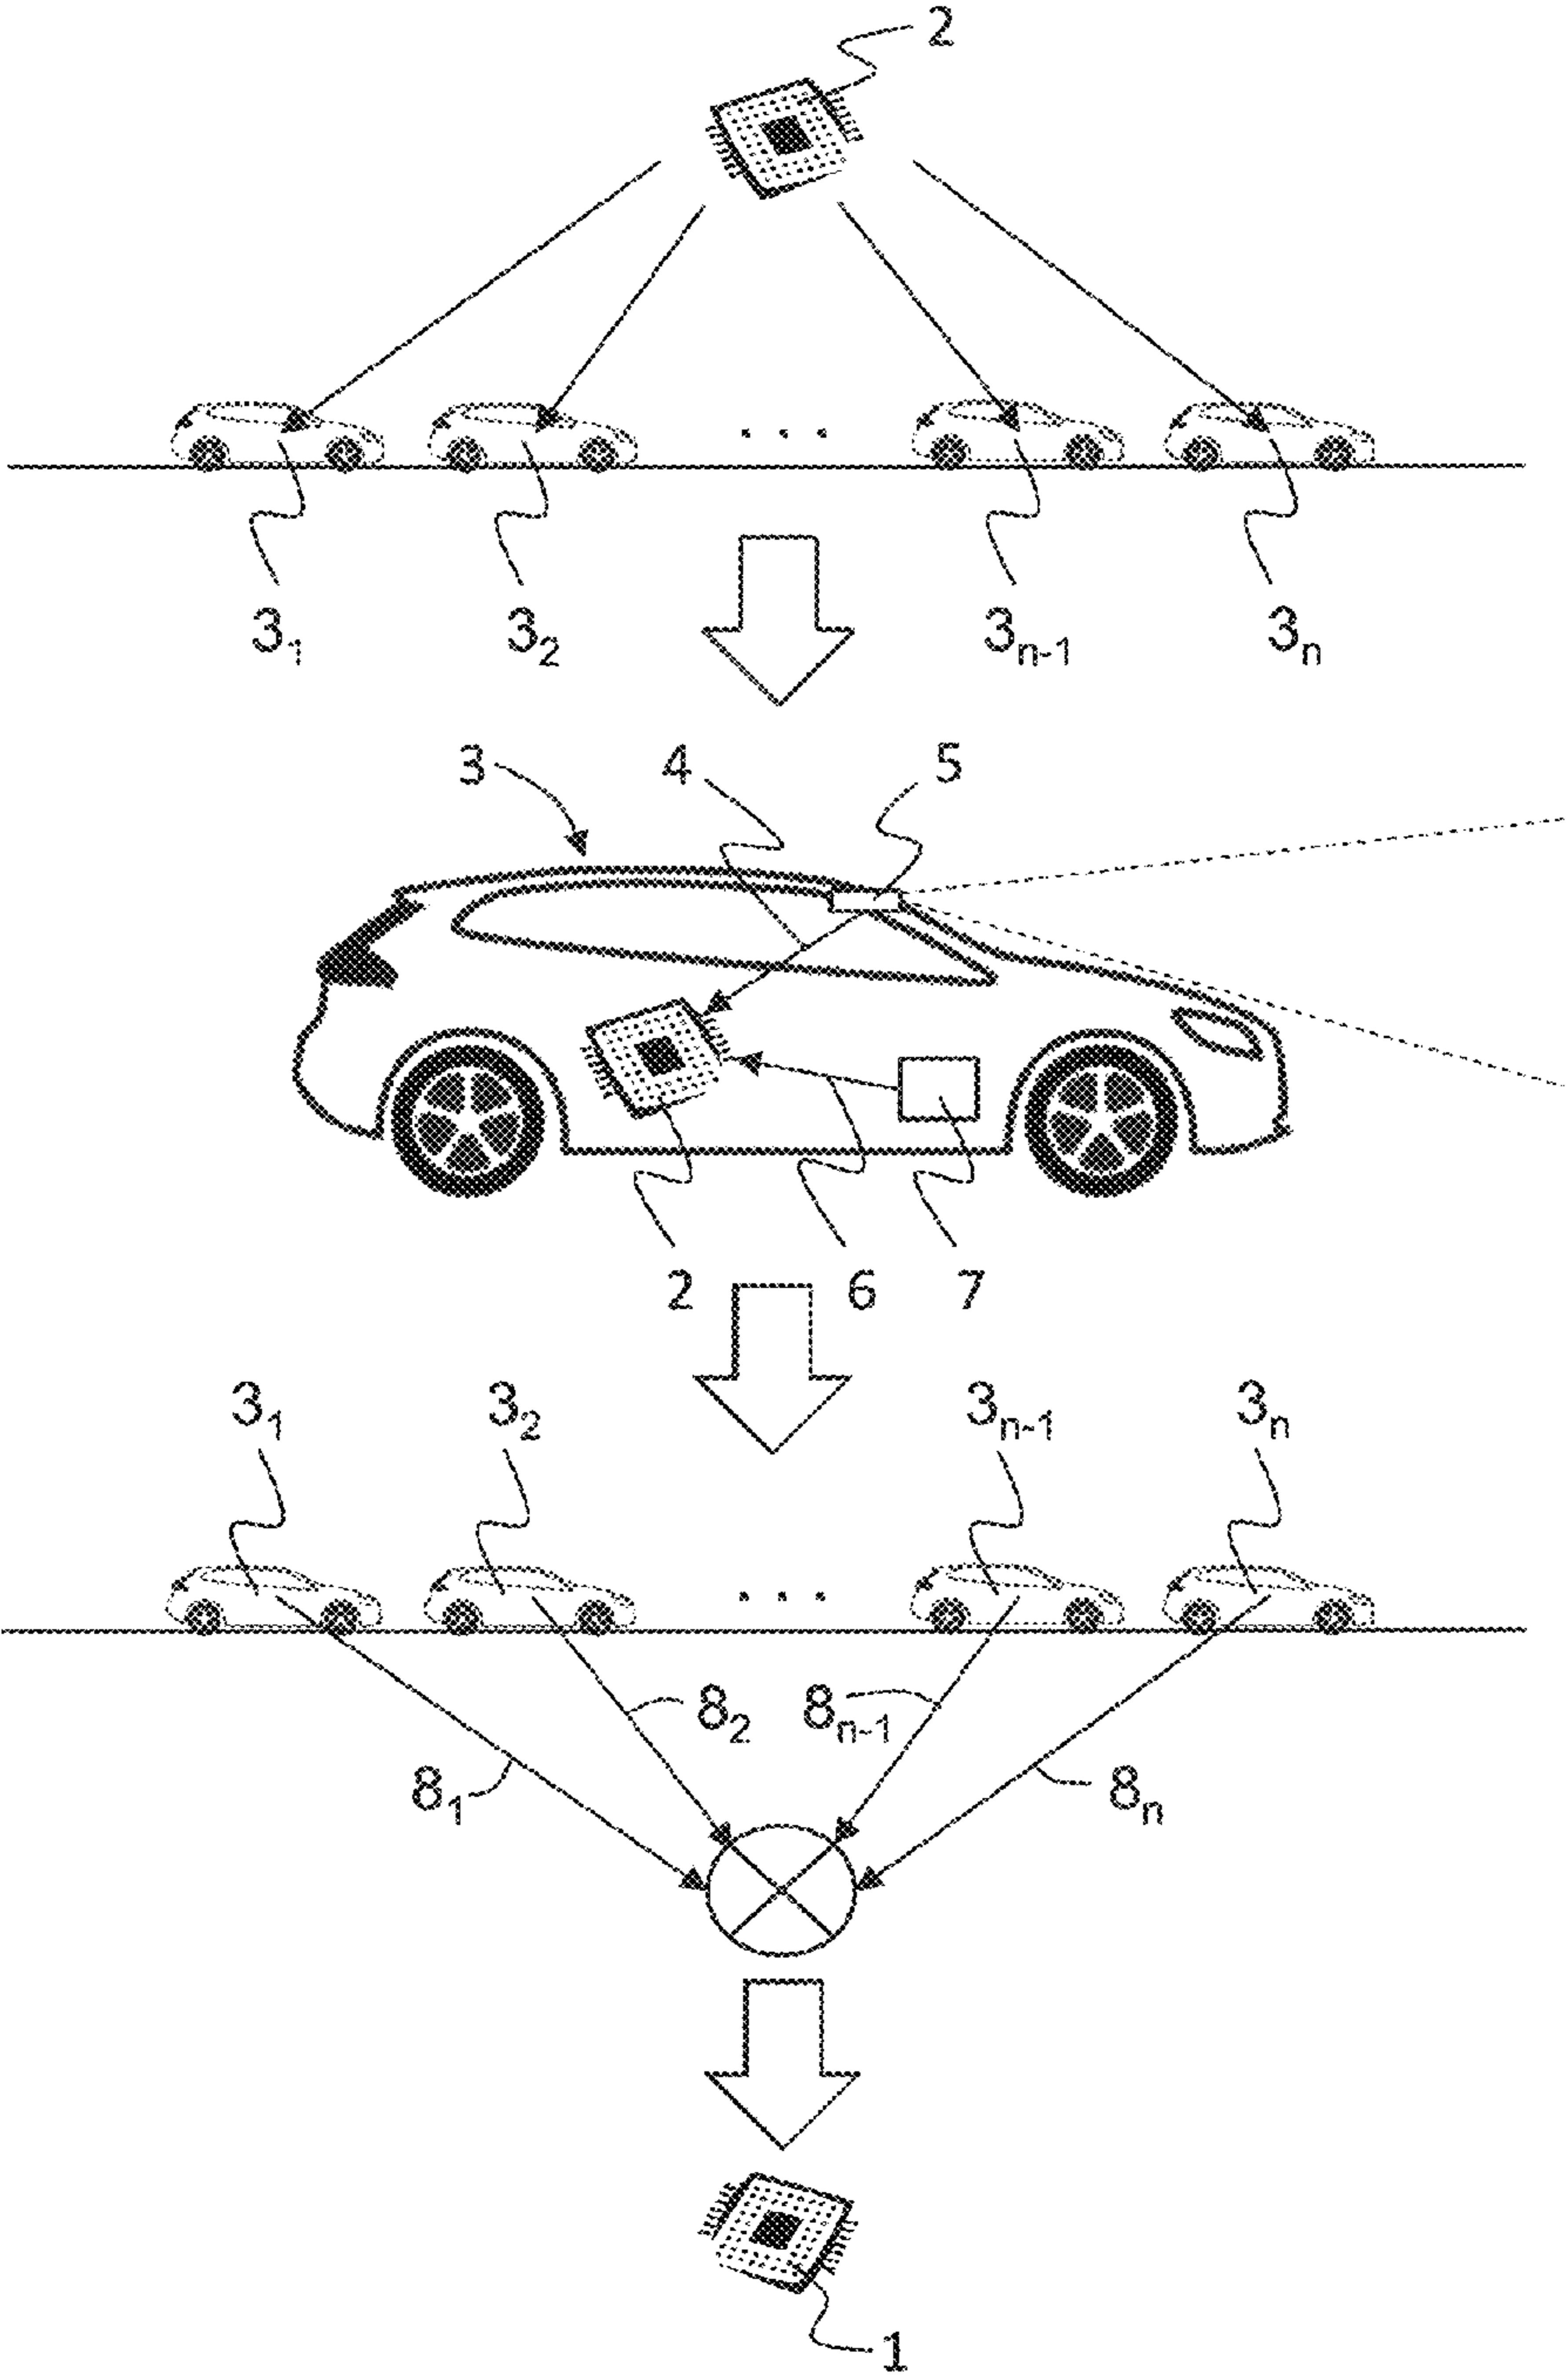 2
. . .
3₁ 3₂ 3ₙ₋₁ 3ₙ
3 4 5
2 6 7
3₁ 3₂ 3ₙ₋₁ 3ₙ
. . .
8₂ 8ₙ₋₁
8₁ 8ₙ
1